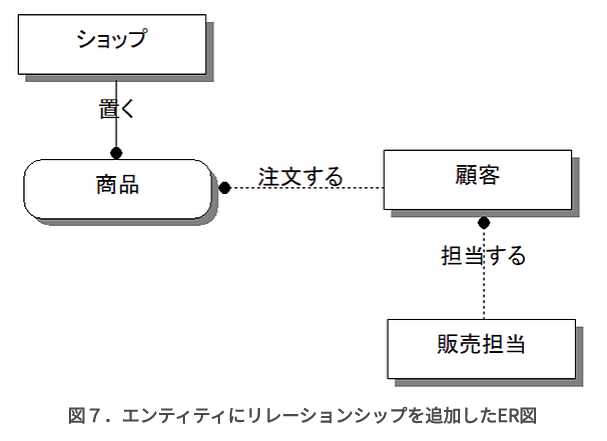 ショップ
置く
商品
注文する
顧客
担当する
販売担当
図７．エンティティにリレーションシップを追加したER図